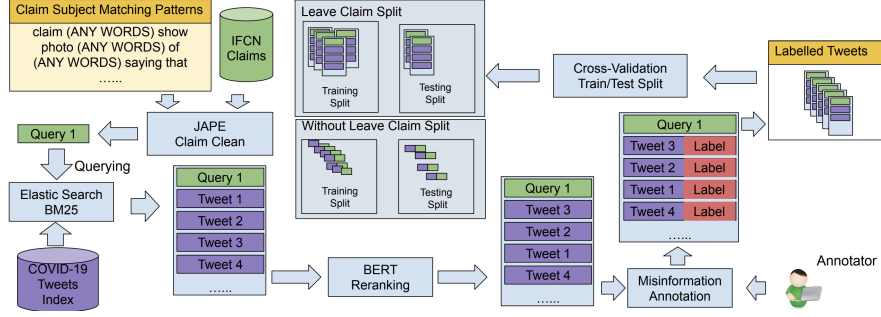 Claim Subject Matching Patterns
claim (ANY WORDS) show
photo (ANY WORDS) of
(ANY WORDS) saying that
......
IFCN
Claims
JAPE
Claim Clean
Query 1
Querying
Elastic Search
BM25
COVID-19
Tweets
Index
Query 1
Tweet 1
Tweet 2
Tweet 3
Tweet 4
......
BERT
Reranking
Query 1
Tweet 3
Tweet 2
Tweet 1
Tweet 4
......
Misinformation
Annotation
Annotator
Query 1
Tweet 3 Label
Tweet 2 Label
Tweet 1 Label
Tweet 4 Label
......
Labelled Tweets
Cross-Validation
Train/Test Split
Leave Claim Split
Training
Split
Testing
Split
Without Leave Claim Split
Training
Split
Testing
Split